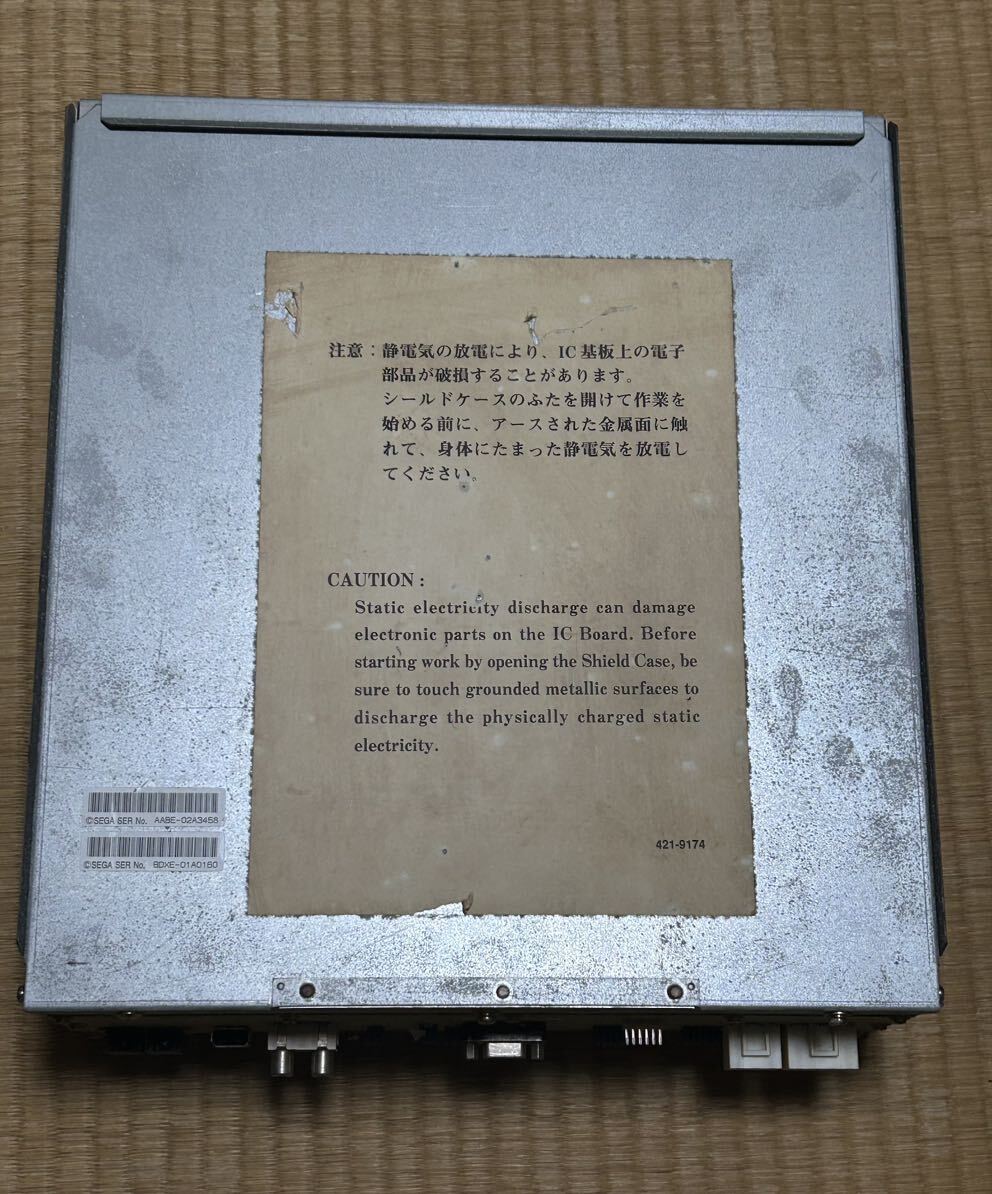 注意：静電気の放電により、IC基板上の電子
部品が破損することがあります。
シールドケースのふたを開けて作業を
始める前に、アースされた金属面に触
れて、身体にたまった静電気を放電し
てください。
CAUTION :
Static electricity discharge can damage
electronic parts on the IC Board. Before
starting work by opening the Shield Case, be
sure to touch grounded metallic surfaces to
discharge the physically charged static
electricity.
©SEGA SER No. AABE-02A3458
©SEGA SER No. BDXE-01A0160
421-9174